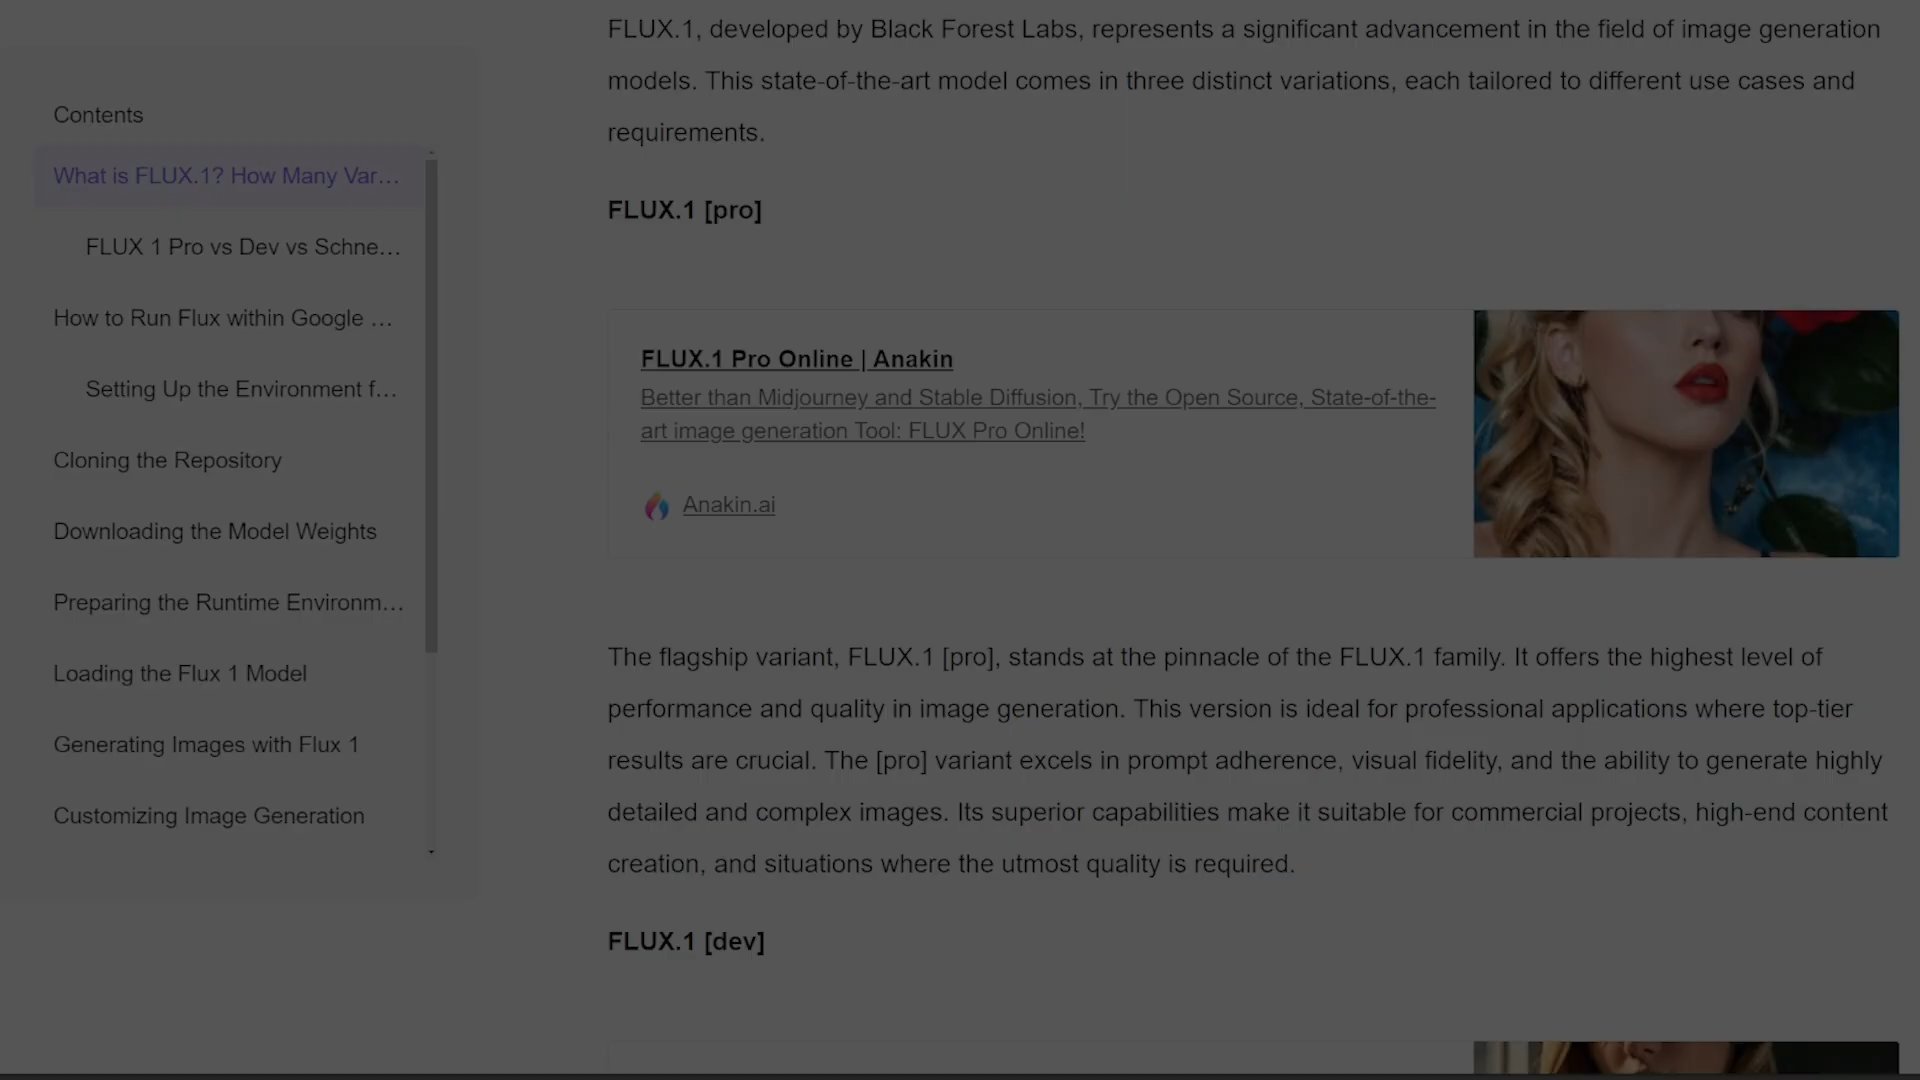 Contents
What is FLUX.1? How Many Var...
FLUX 1 Pro vs Dev vs Schne...
How to Run Flux within Google ...
Setting Up the Environment f...
Cloning the Repository
Downloading the Model Weights
Preparing the Runtime Environm...
Loading the Flux 1 Model
Generating Images with Flux 1
Customizing Image Generation
FLUX.1, developed by Black Forest Labs, represents a significant advancement in the field of image generation
models. This state-of-the-art model comes in three distinct variations, each tailored to different use cases and
requirements.
FLUX.1 [pro]
FLUX.1 Pro Online | Anakin
Better than Midjourney and Stable Diffusion, Try the Open Source, State-of-the-
art image generation Tool: FLUX Pro Online!
Anakin.ai
The flagship variant, FLUX.1 [pro], stands at the pinnacle of the FLUX.1 family. It offers the highest level of
performance and quality in image generation. This version is ideal for professional applications where top-tier
results are crucial. The [pro] variant excels in prompt adherence, visual fidelity, and the ability to generate highly
detailed and complex images. Its superior capabilities make it suitable for commercial projects, high-end content
creation, and situations where the utmost quality is required.
FLUX.1 [dev]